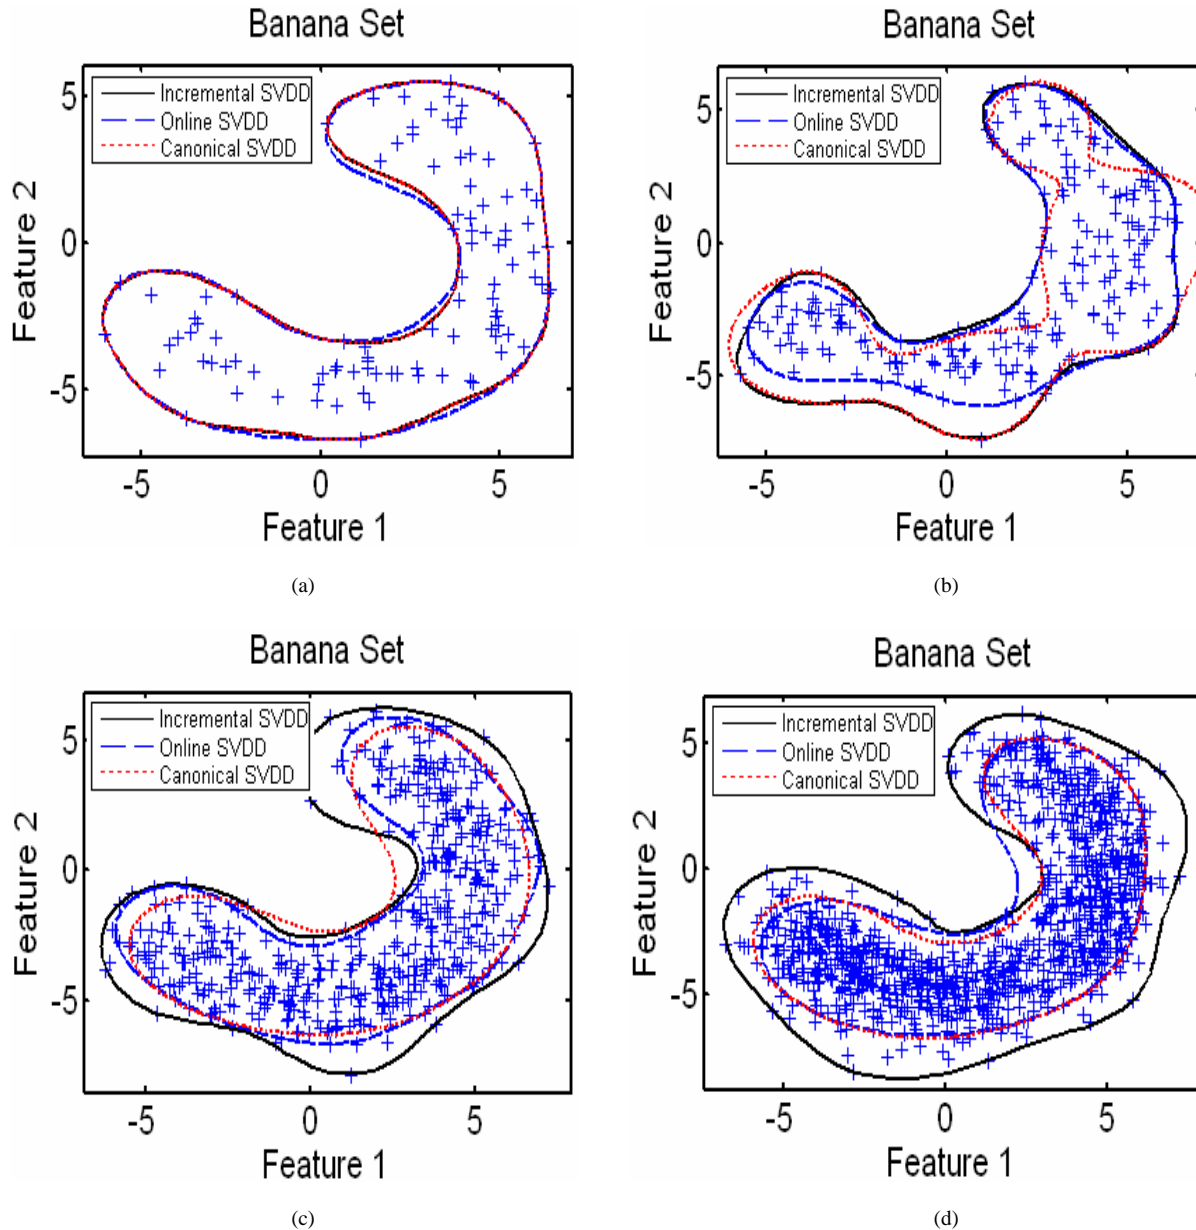 Banana Set
Incremental SVDD
Online SVDD
Canonical SVDD
5
0
-5
Feature 2
-5
0
5
Feature 1
(a)
Banana Set
Incremental SVDD
Online SVDD
Canonical SVDD
5
0
-5
Feature 2
-5
0
5
Feature 1
(b)
Banana Set
Incremental SVDD
Online SVDD
Canonical SVDD
5
0
-5
Feature 2
-5
0
5
Feature 1
(c)
Banana Set
Incremental SVDD
Online SVDD
Canonical SVDD
5
0
-5
Feature 2
-5
0
5
Feature 1
(d)